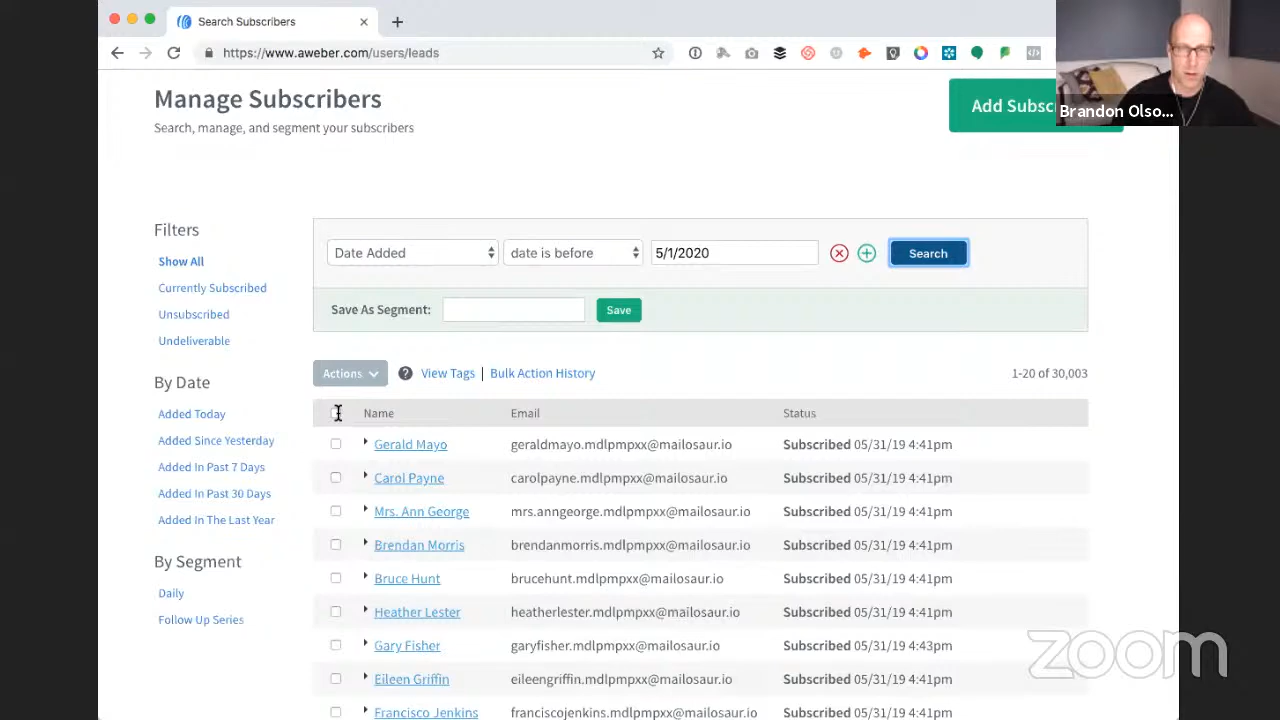 Search Subscribers
https://www.aweber.com/users/leads
Manage Subscribers
Search, manage, and segment your subscribers
Add Subsc
Brandon Olso...
Filters
Show All
Currently Subscribed
Unsubscribed
Undeliverable
By Date
Added Today
Added Since Yesterday
Added In Past 7 Days
Added In Past 30 Days
Added In The Last Year
By Segment
Daily
Follow Up Series
Date Added
date is before
5/1/2020
Search
Save As Segment:
Save
Actions
View Tags | Bulk Action History
1-20 of 30,003
Name Email Status
Gerald Mayo geraldmayo.mdlpmpxx@mailosaur.io Subscribed 05/31/19 4:41pm
Carol Payne carolpayne.mdlpmpxx@mailosaur.io Subscribed 05/31/19 4:41pm
Mrs. Ann George mrs.anngeorge.mdlpmpxx@mailosaur.io Subscribed 05/31/19 4:41pm
Brendan Morris brendanmorris.mdlpmpxx@mailosaur.io Subscribed 05/31/19 4:41pm
Bruce Hunt brucehunt.mdlpmpxx@mailosaur.io Subscribed 05/31/19 4:41pm
Heather Lester heatherlester.mdlpmpxx@mailosaur.io Subscribed 05/31/19 4:41pm
Gary Fisher garyfisher.mdlpmpxx@mailosaur.io Subscribed 05/31/19 4:43pm
Eileen Griffin eileengriffin.mdlpmpxx@mailosaur.io Subscribed 05/31/19 4:41pm
Francisco Jenkins franciscojenkins.mdlpmpxx@mailosaur.io Subscribed 05/31/19 4:41pm
zoom